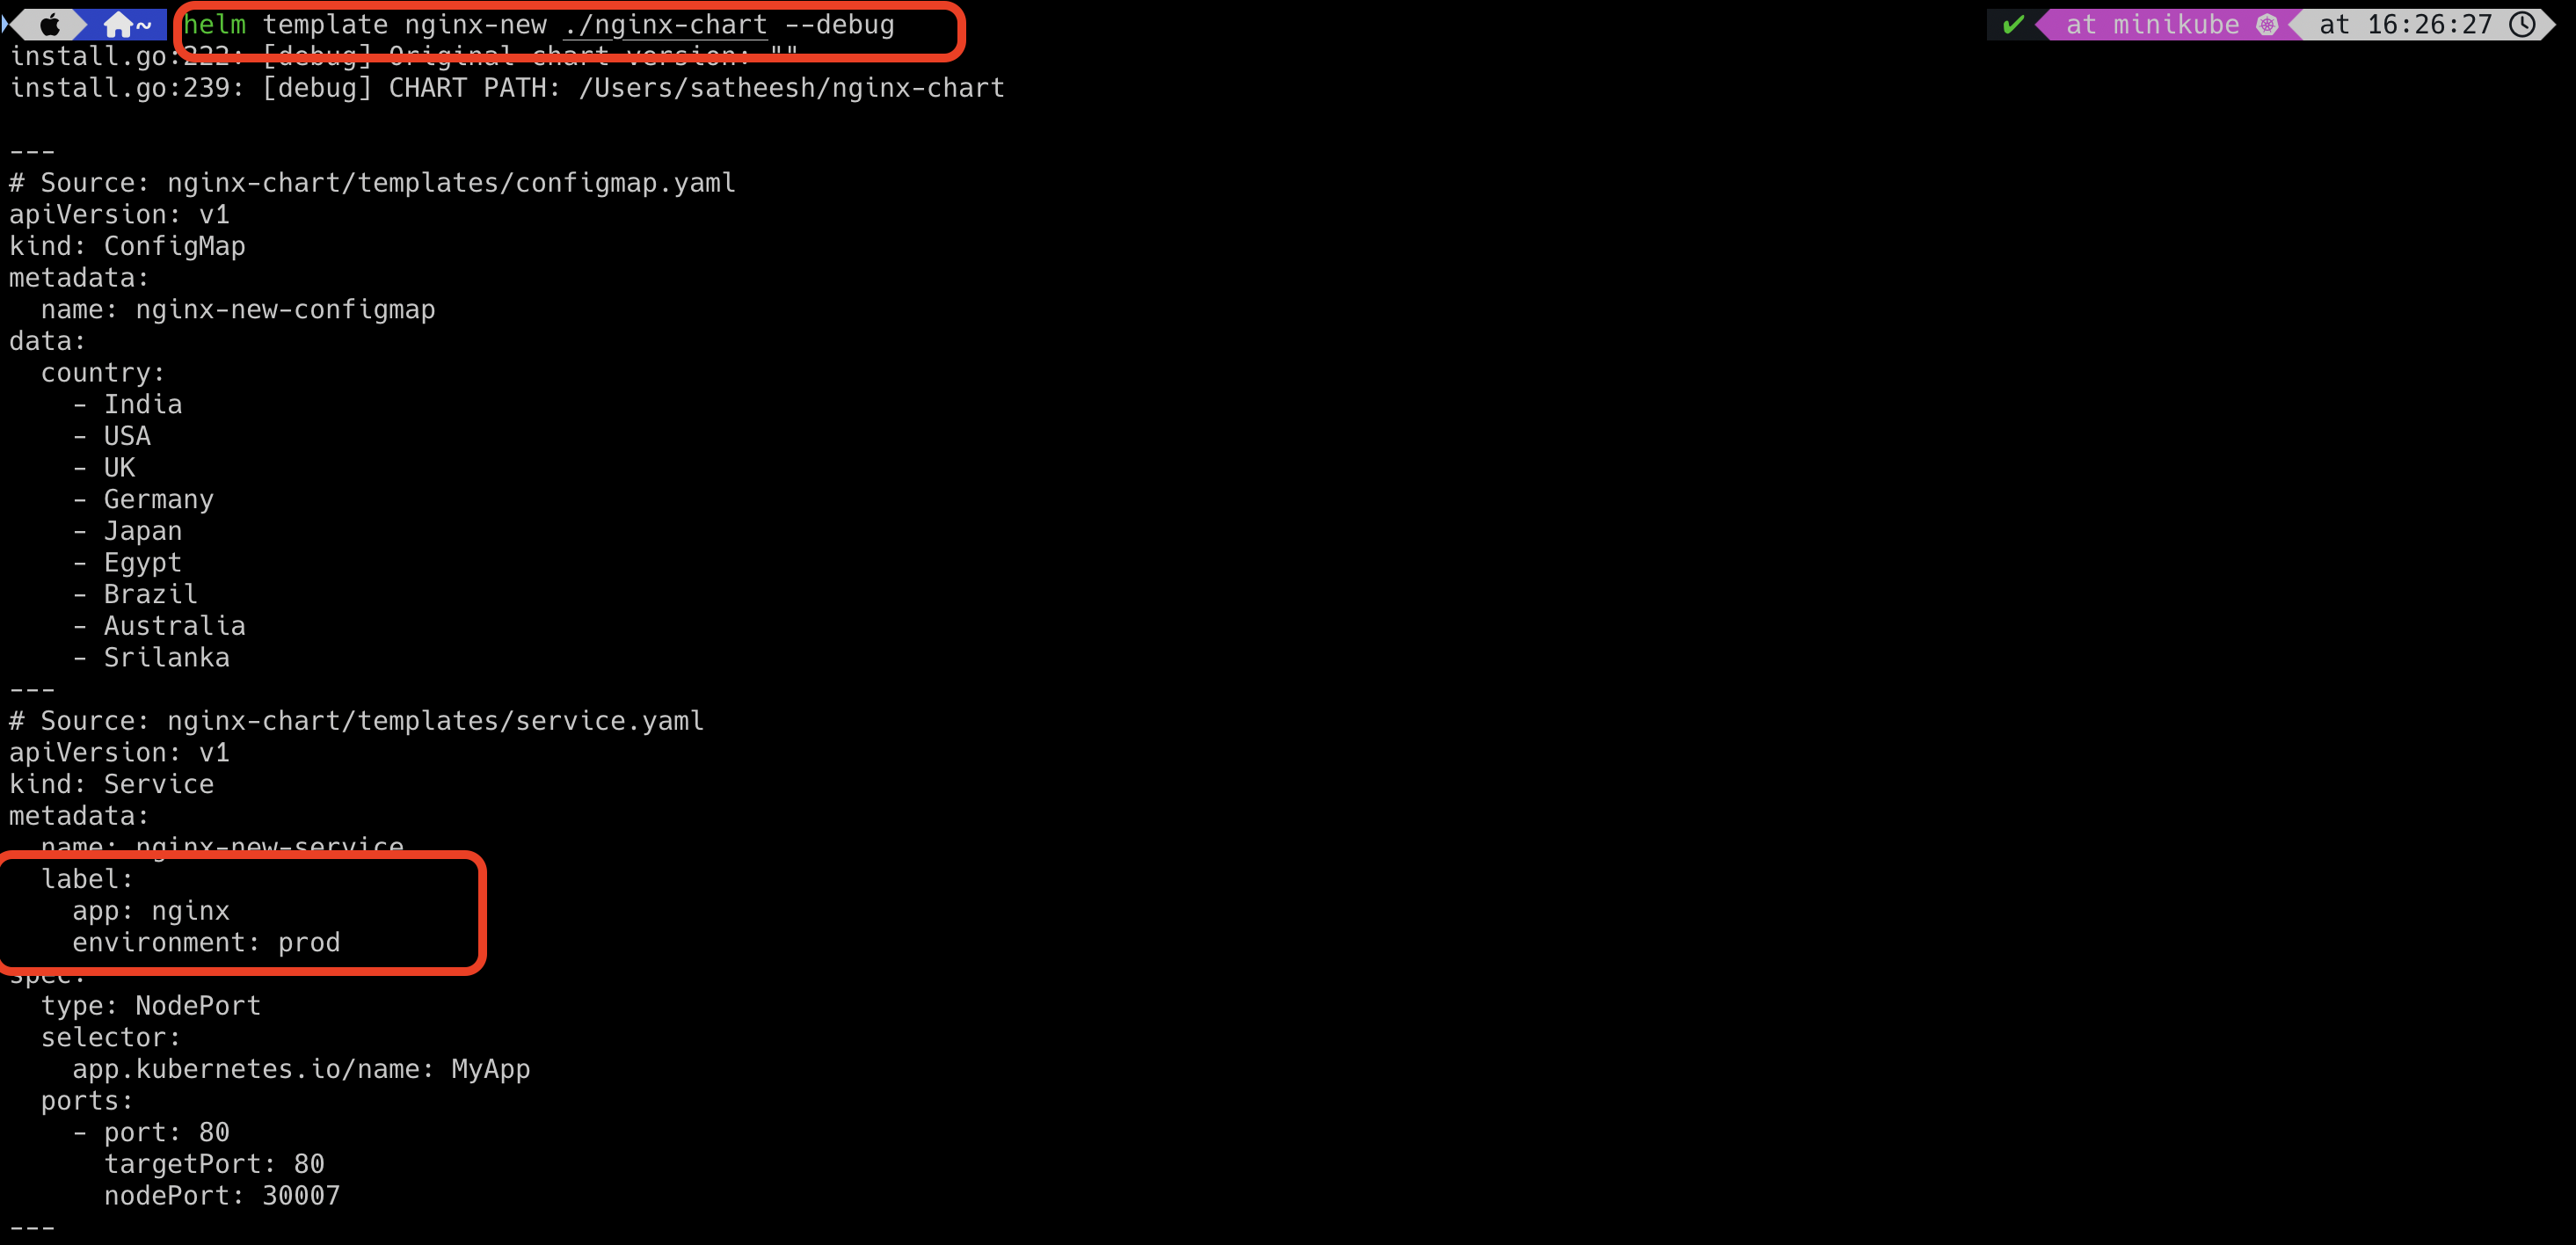 ~ helm template nginx-new ./nginx-chart --debug ✔ at minikube at 16:26:27
install.go:222: [debug] Original chart version: ""
install.go:239: [debug] CHART PATH: /Users/satheesh/nginx-chart
---
# Source: nginx-chart/templates/configmap.yaml
apiVersion: v1
kind: ConfigMap
metadata:
  name: nginx-new-configmap
data:
  country:
    - India
    - USA
    - UK
    - Germany
    - Japan
    - Egypt
    - Brazil
    - Australia
    - Srilanka
---
# Source: nginx-chart/templates/service.yaml
apiVersion: v1
kind: Service
metadata:
  name: nginx-new-service
  label:
    app: nginx
    environment: prod
spec:
  type: NodePort
  selector:
    app.kubernetes.io/name: MyApp
  ports:
    - port: 80
      targetPort: 80
      nodePort: 30007
---